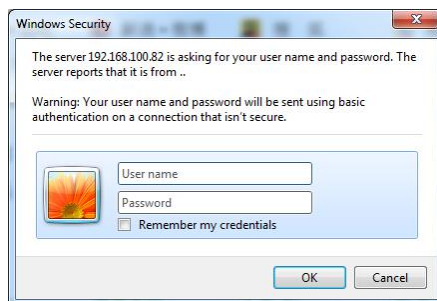 Windows Security
The server 192.168.100.82 is asking for your user name and password. The
server reports that it is from ..
Warning: Your user name and password will be sent using basic
authentication on a connection that isn't secure.
User name
Password
Remember my credentials
OK
Cancel